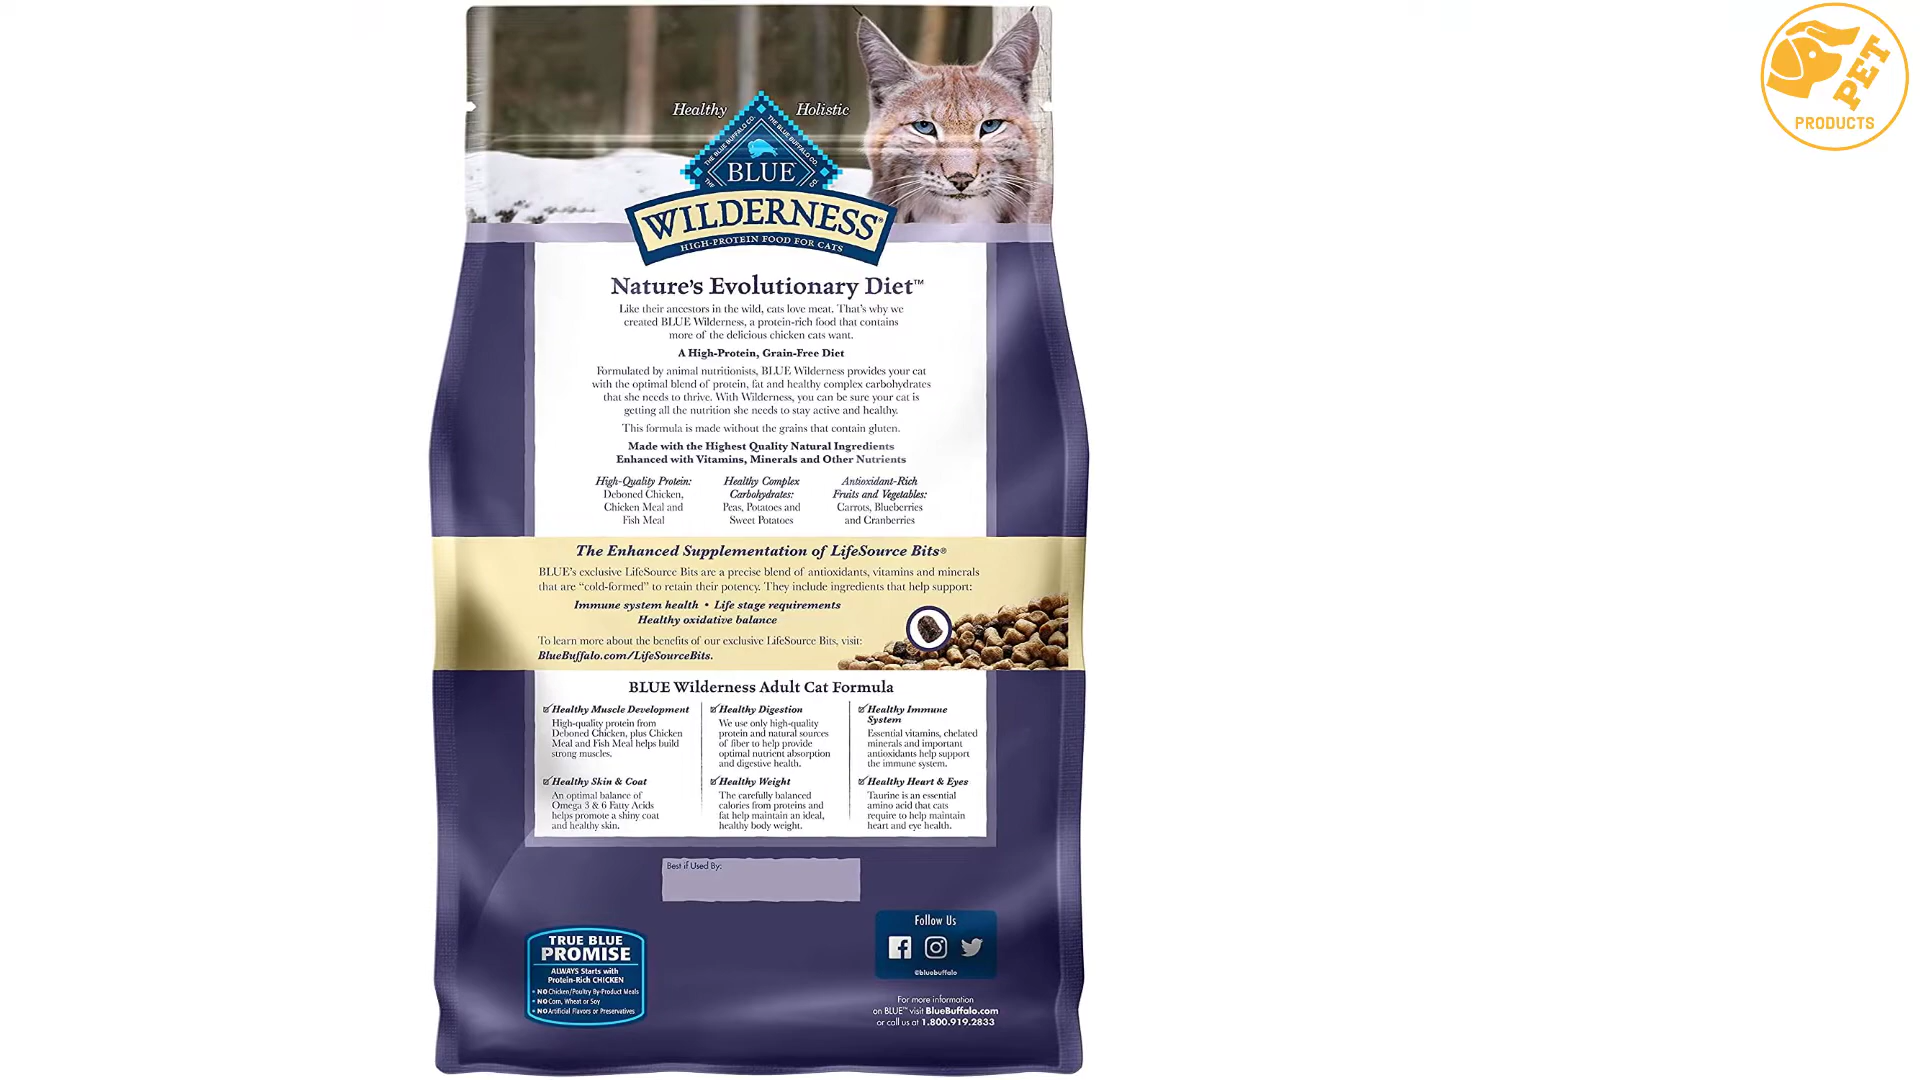 PET
PRODUCTS
Healthy Holistic
THE BLUE BUFFALO CO. THE BLUE BUFFALO CO.
BLUE
WILDERNESS®
HIGH-PROTEIN FOOD FOR CATS
Nature's Evolutionary Diet™
Like their ancestors in the wild, cats love meat. That's why we
created BLUE Wilderness, a protein-rich food that contains
more of the delicious chicken cats want.
A High-Protein, Grain-Free Diet
Formulated by animal nutritionists, BLUE Wilderness provides your cat
with the optimal blend of protein, fat and healthy complex carbohydrates
that she needs to thrive. With Wilderness, you can be sure your cat is
getting all the nutrition she needs to stay active and healthy.
This formula is made without the grains that contain gluten.
Made with the Highest Quality Natural Ingredients
Enhanced with Vitamins, Minerals and Other Nutrients
High-Quality Protein:
Deboned Chicken,
Chicken Meal and
Fish Meal
Healthy Complex
Carbohydrates:
Peas, Potatoes and
Sweet Potatoes
Antioxidant-Rich
Fruits and Vegetables:
Carrots, Blueberries
and Cranberries
The Enhanced Supplementation of LifeSource Bits®
BLUE's exclusive LifeSource Bits are a precise blend of antioxidants, vitamins and minerals
that are “cold-formed” to retain their potency. They include ingredients that help support:
Immune system health • Life stage requirements
Healthy oxidative balance
To learn more about the benefits of our exclusive LifeSource Bits, visit:
BlueBuffalo.com/LifeSourceBits.
BLUE Wilderness Adult Cat Formula
Healthy Muscle Development
High-quality protein from
Deboned Chicken, plus Chicken
Meal and Fish Meal helps build
strong muscles.
Healthy Digestion
We use only high-quality
protein and natural sources
of fiber to help provide
optimal nutrient absorption
and digestive health.
Healthy Immune
System
Essential vitamins, chelated
minerals and important
antioxidants help support
the immune system.
Healthy Skin & Coat
An optimal balance of
Omega 3 & 6 Fatty Acids
helps promote a shiny coat
and healthy skin.
Healthy Weight
The carefully balanced
calories from proteins and
fat help maintain an ideal,
healthy body weight.
Healthy Heart & Eyes
Taurine is an essential
amino acid that cats
require to help maintain
heart and eye health.
Best if Used By:
TRUE BLUE
PROMISE
ALWAYS Starts with
Protein-Rich CHICKEN
• NO Chicken/Poultry By-Product Meals
• NO Corn, Wheat or Soy
• NO Artificial Flavors or Preservatives
Follow Us
@bluebuffalo
For more information
on BLUE™ visit BlueBuffalo.com
or call us at 1.800.919.2833